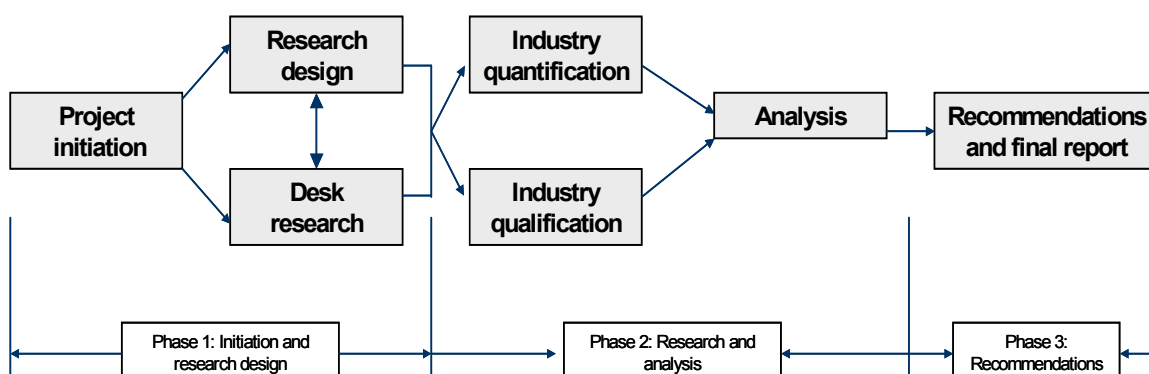 Project
initiation
Research
design
Desk
research
Industry
quantification
Industry
qualification
Analysis
Recommendations
and final report
Phase 1: Initiation and
research design
Phase 2: Research and
analysis
Phase 3:
Recommendations